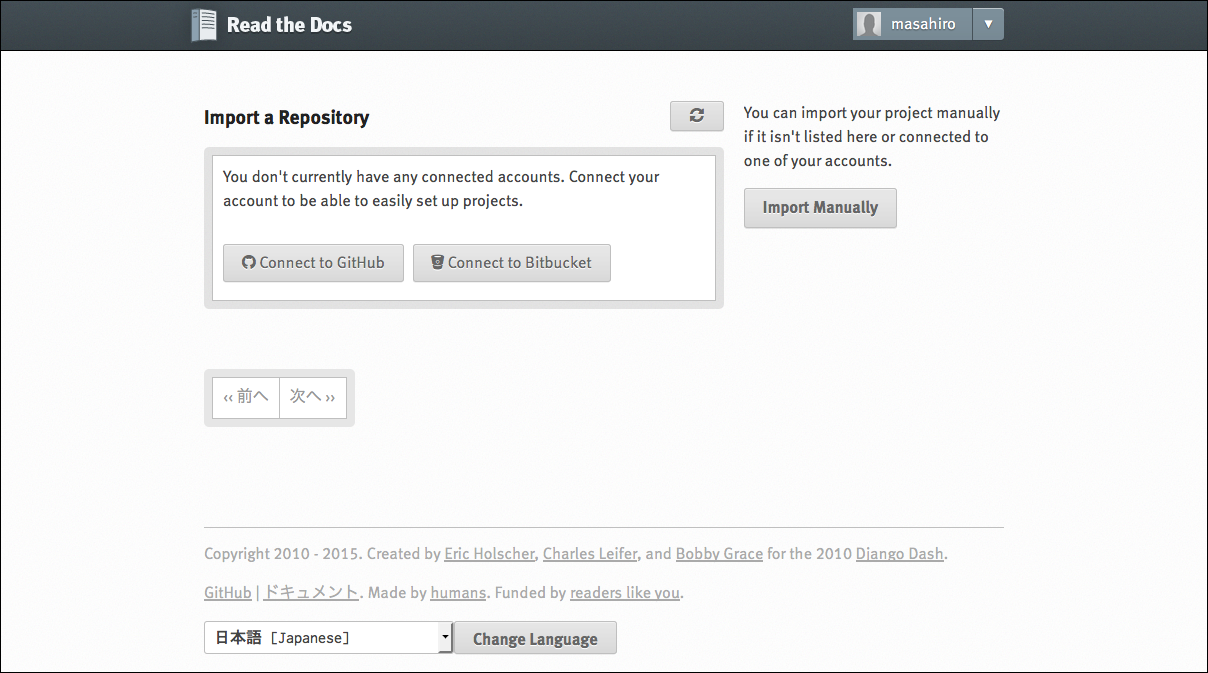 Read the Docs
masahiro
▼
Import a Repository
You don't currently have any connected accounts. Connect your
account to be able to easily set up projects.
Connect to GitHub
Connect to Bitbucket
You can import your project manually
if it isn't listed here or connected to
one of your accounts.
Import Manually
‹‹ 前へ
次へ ››
Copyright 2010 - 2015. Created by Eric Holscher, Charles Leifer, and Bobby Grace for the 2010 Django Dash.
GitHub | ドキュメント. Made by humans. Funded by readers like you.
日本語 [Japanese]
Change Language